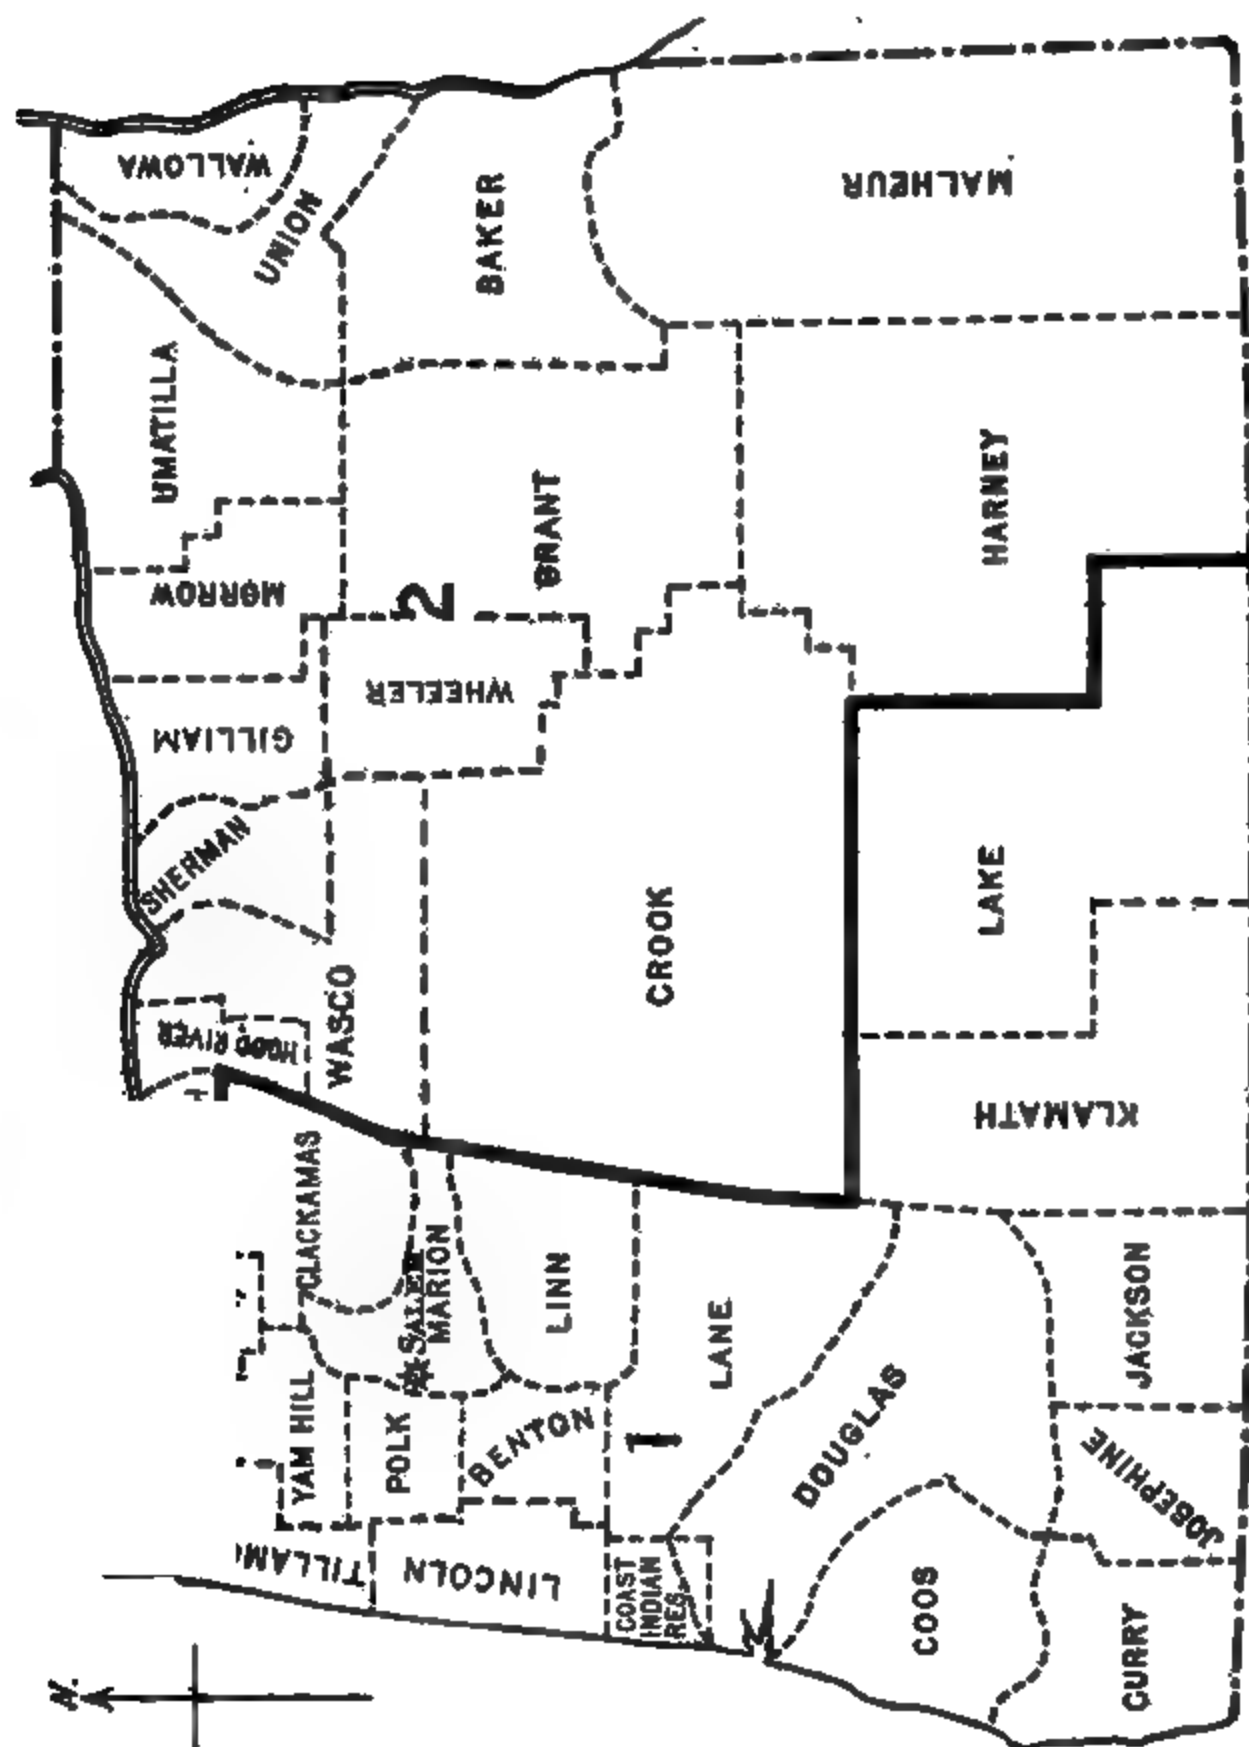 N.
WALLOWA
UNION
BAKER
MALHEUR
UMATILLA
MORROW
GRANT
HARNEY
2
GILLIAM
WHEELER
SHERMAN
WASCO
HOOD RIVER
CROOK
LAKE
KLAMATH
CLACKAMAS
SALEM
MARION
LINN
LANE
JACKSON
YAM HILL
POLK
BENTON
1
DOUGLAS
JOSEPHINE
TILLAM
LINCOLN
COAST
INDIAN
RES.
COOS
CURRY